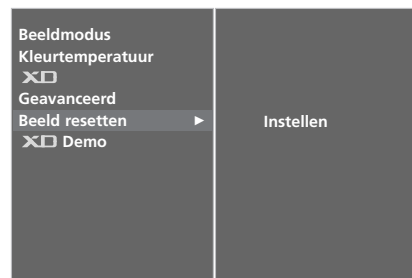 Beeldmodus
Kleurtemperatuur
XD
Geavanceerd
Beeld resetten ►
XD Demo
Instellen